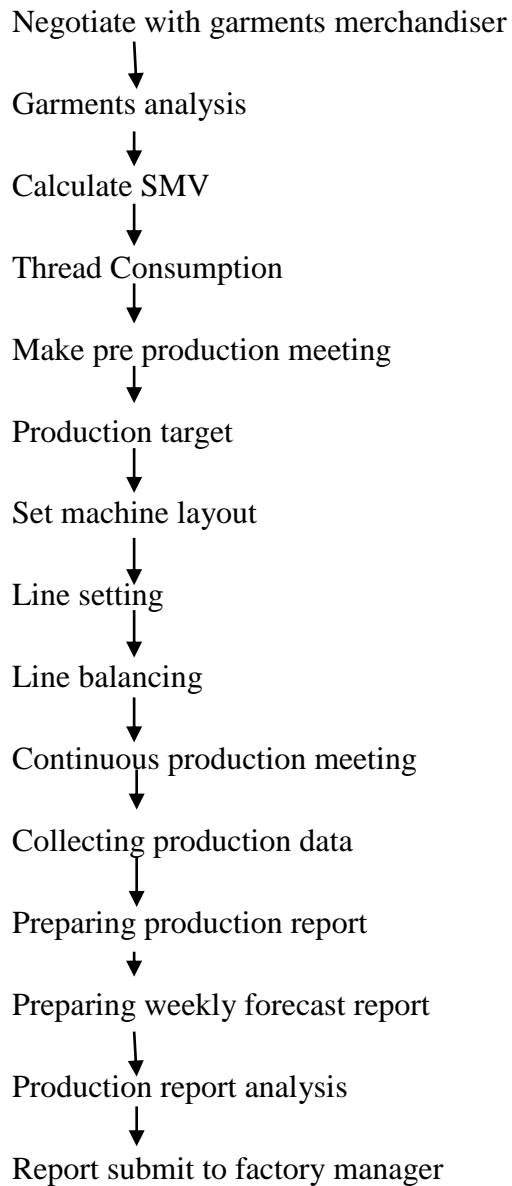 Negotiate with garments merchandiser
Garments analysis
Calculate SMV
Thread Consumption
Make pre production meeting
Production target
Set machine layout
Line setting
Line balancing
Continuous production meeting
Collecting production data
Preparing production report
Preparing weekly forecast report
Production report analysis
Report submit to factory manager